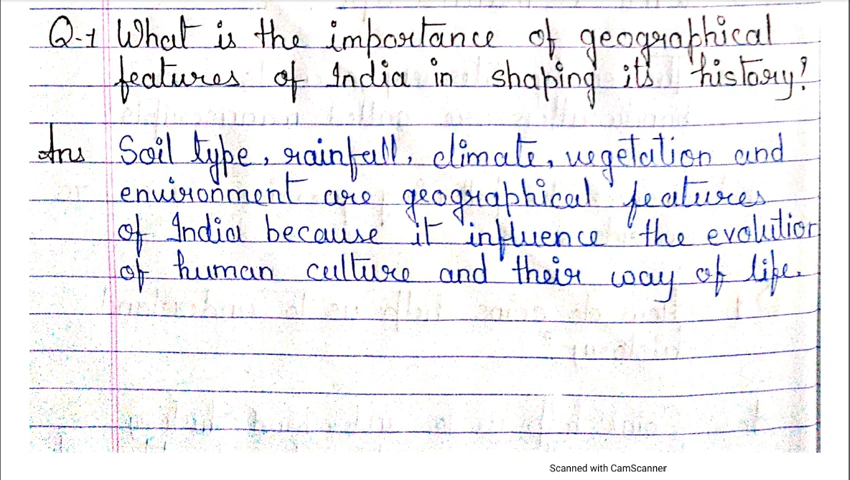 Q-1 What is the importance of geographical
features of India in shaping its history?
Ans Soil type, rainfall, climate, vegetation and
environment are geographical features
of India because it influence the evolution
of human culture and their way of life.
Scanned with CamScanner